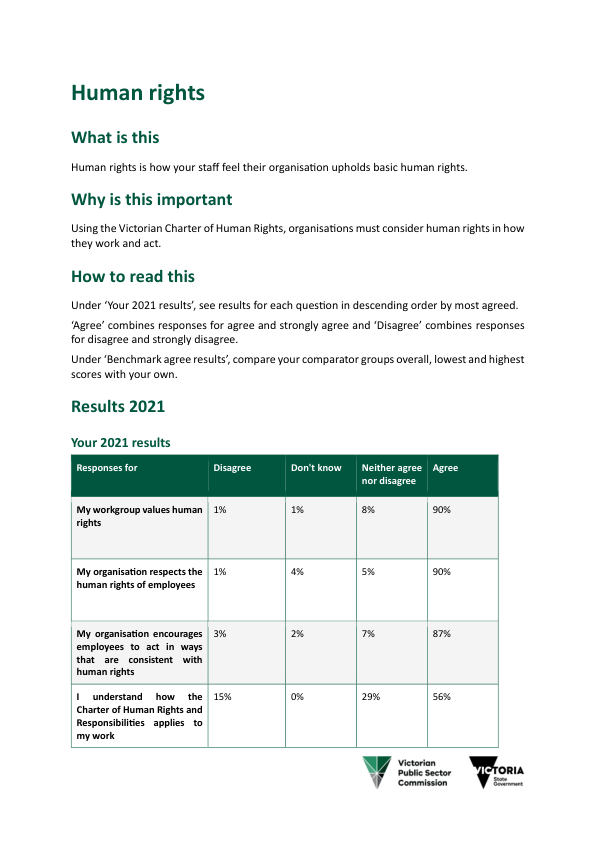 Human rights
What is this
Human rights is how your staff feel their organisation upholds basic human rights.
Why is this important
Using the Victorian Charter of Human Rights, organisations must consider human rights in how
they work and act.
How to read this
Under ‘Your 2021 results’, see results for each question in descending order by most agreed.
‘Agree’ combines responses for agree and strongly agree and ‘Disagree’ combines responses
for disagree and strongly disagree.
Under ‘Benchmark agree results’, compare your comparator groups overall, lowest and highest
scores with your own.
Results 2021
Your 2021 results
Responses for Disagree Don't know Neither agree Agree
nor disagree
My workgroup values human 1% 1% 8% 90%
rights
My organisation respects the 1% 4% 5% 90%
human rights of employees
My organisation encourages 3% 2% 7% 87%
employees to act in ways
that are consistent with
human rights
I understand how the 15% 0% 29% 56%
Charter of Human Rights and
Responsibilities applies to
my work
Victorian
Public Sector
Commission
VICTORIA
State
Government